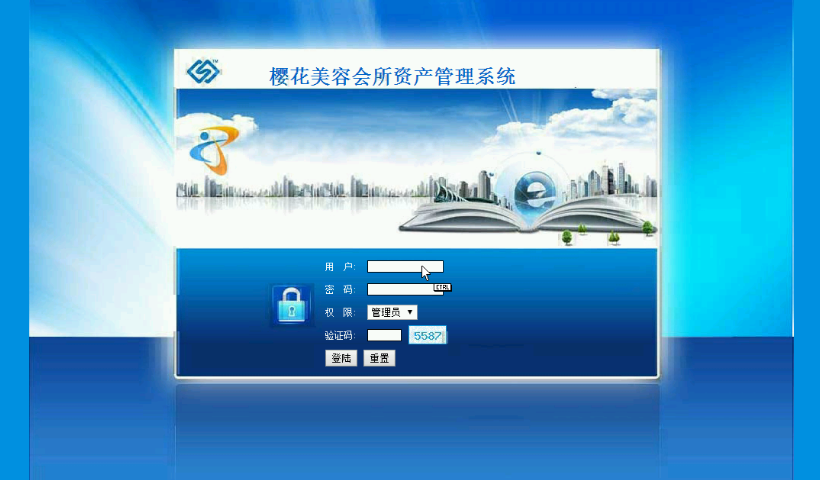 樱花美容会所资产管理系统
用 户:
密 码:
CTRL
权 限: 管理员
验证码: 5587
登陆 重置